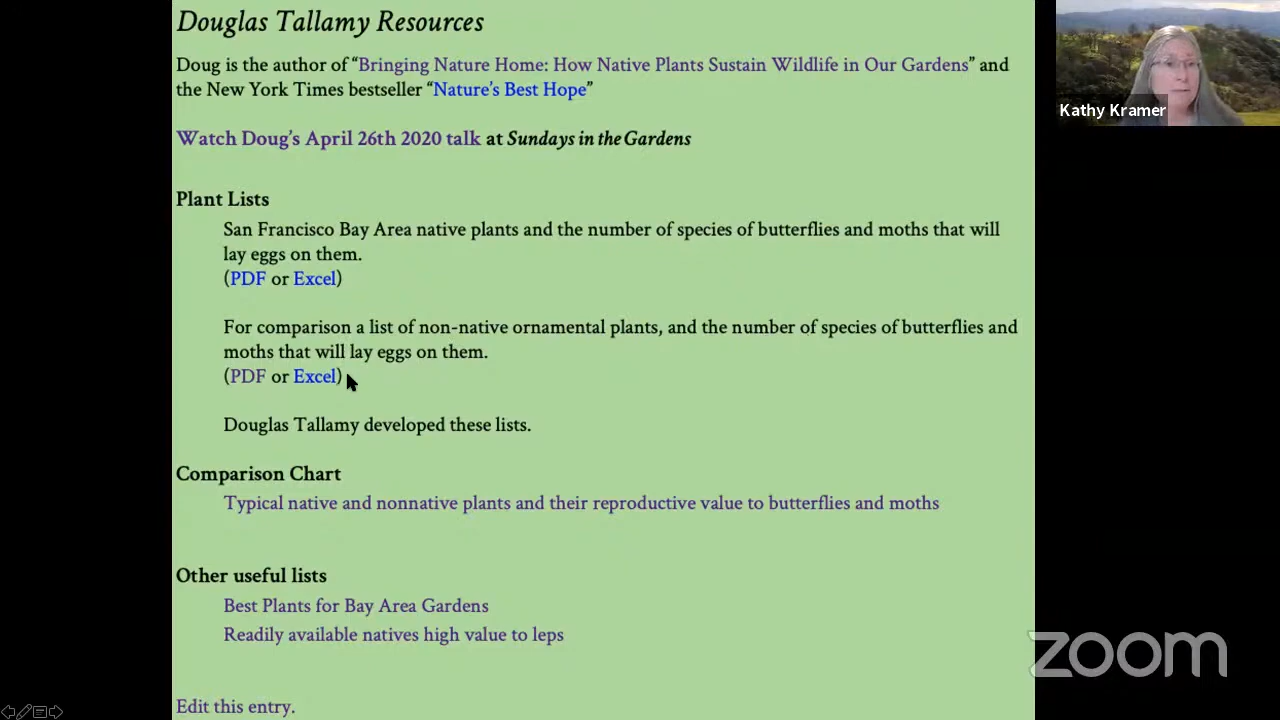 Douglas Tallamy Resources
Doug is the author of “Bringing Nature Home: How Native Plants Sustain Wildlife in Our Gardens” and
the New York Times bestseller “Nature’s Best Hope”
Watch Doug’s April 26th 2020 talk at Sundays in the Gardens
Plant Lists
San Francisco Bay Area native plants and the number of species of butterflies and moths that will
lay eggs on them.
(PDF or Excel)
For comparison a list of non-native ornamental plants, and the number of species of butterflies and
moths that will lay eggs on them.
(PDF or Excel)
Douglas Tallamy developed these lists.
Comparison Chart
Typical native and nonnative plants and their reproductive value to butterflies and moths
Other useful lists
Best Plants for Bay Area Gardens
Readily available natives high value to leps
Edit this entry.
Kathy Kramer
zoom